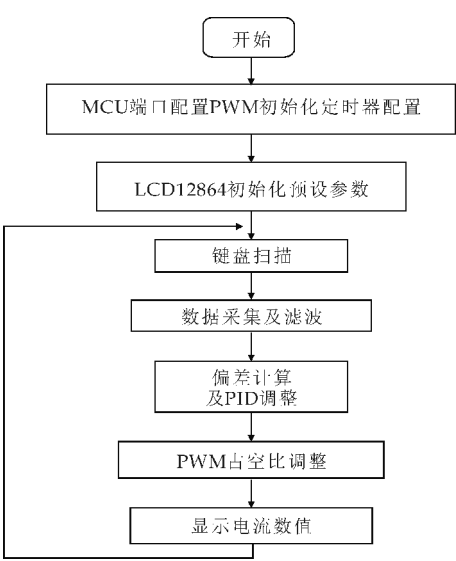 开始
MCU端口配置PWM初始化定时器配置
LCD12864初始化预设参数
键盘扫描
数据采集及滤波
偏差计算
及PID调整
PWM占空比调整
显示电流数值